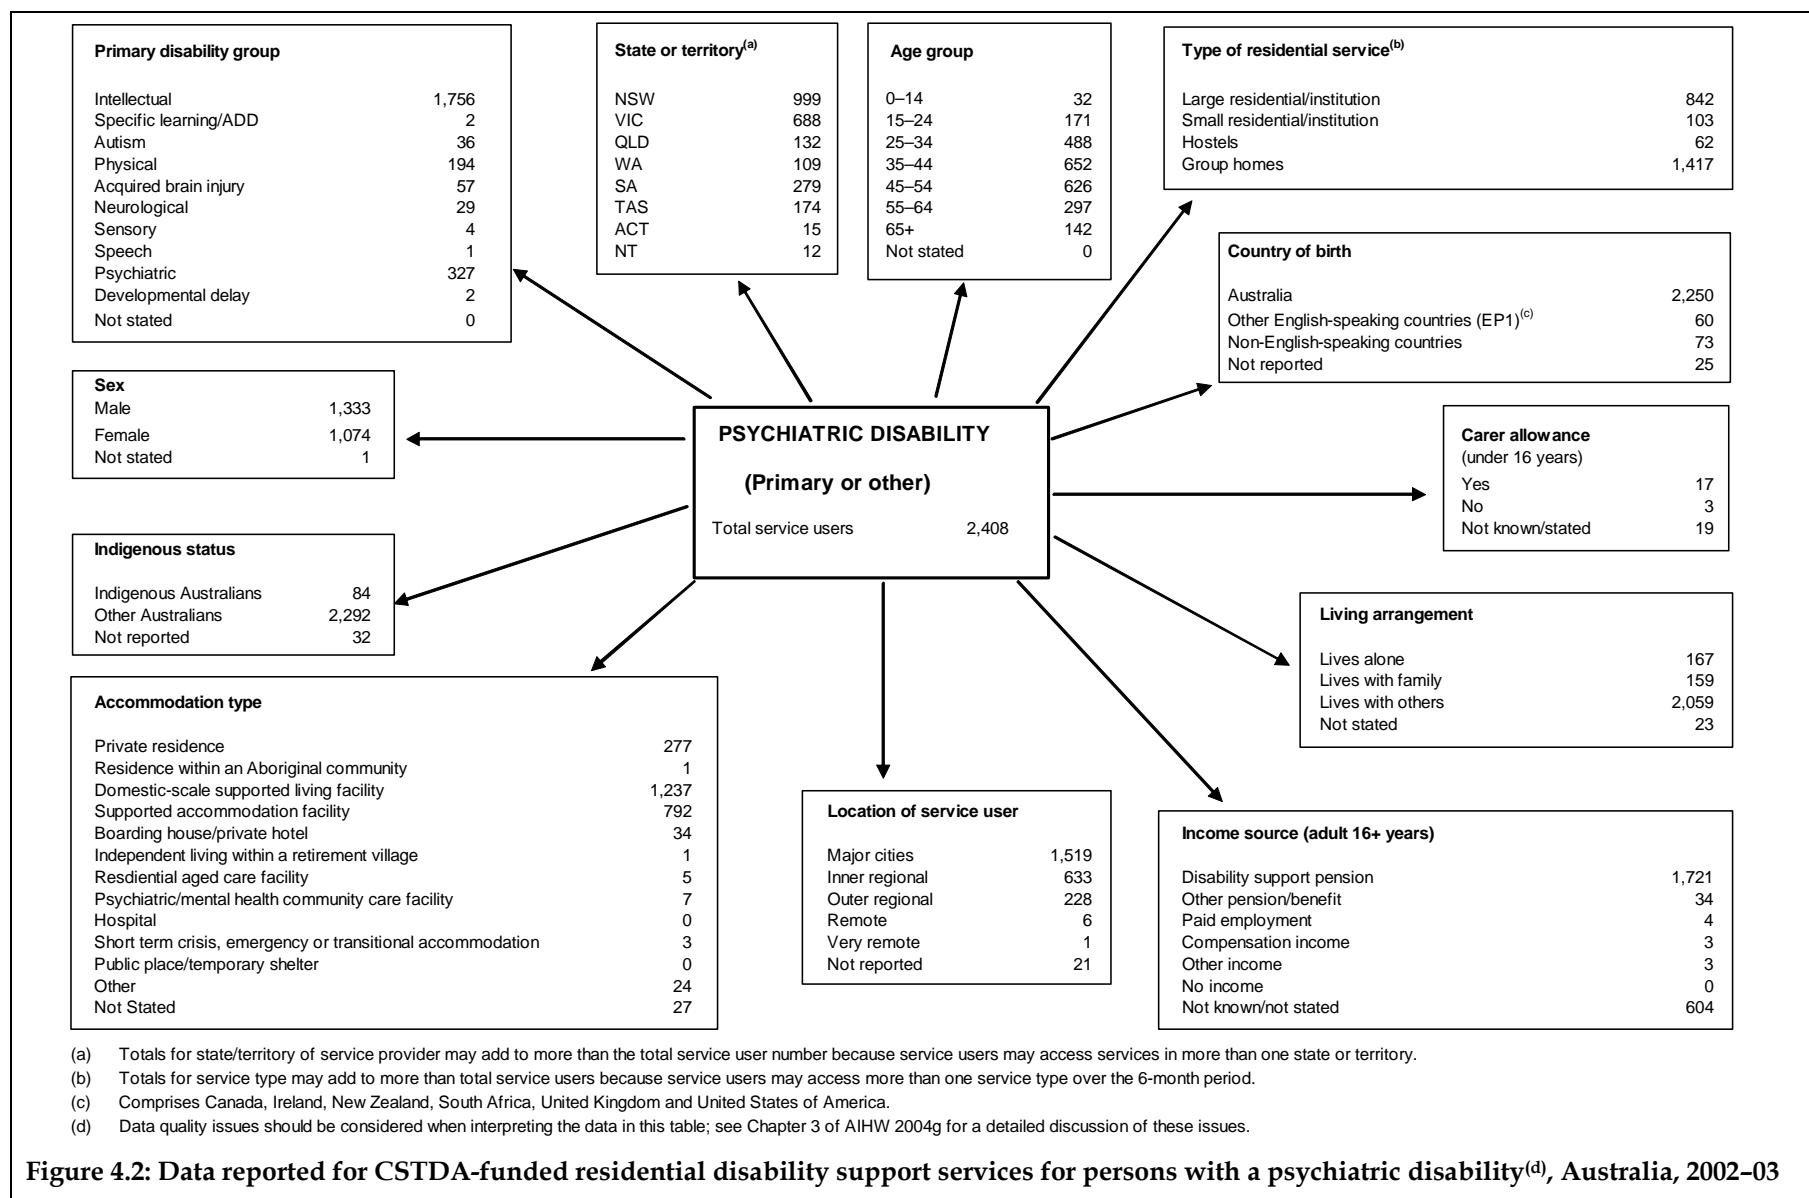 Primary disability group
Intellectual 1,756
Specific learning/ADD 2
Autism 36
Physical 194
Acquired brain injury 57
Neurological 29
Sensory 4
Speech 1
Psychiatric 327
Developmental delay 2
Not stated 0
State or territory(a)
NSW 999
VIC 688
QLD 132
WA 109
SA 279
TAS 174
ACT 15
NT 12
Age group
0–14 32
15–24 171
25–34 488
35–44 652
45–54 626
55–64 297
65+ 142
Not stated 0
Type of residential service(b)
Large residential/institution 842
Small residential/institution 103
Hostels 62
Group homes 1,417
Country of birth
Australia 2,250
Other English-speaking countries (EP1)(c) 60
Non-English-speaking countries 73
Not reported 25
Sex
Male 1,333
Female 1,074
Not stated 1
PSYCHIATRIC DISABILITY
(Primary or other)
Total service users 2,408
Carer allowance
(under 16 years)
Yes 17
No 3
Not known/stated 19
Indigenous status
Indigenous Australians 84
Other Australians 2,292
Not reported 32
Living arrangement
Lives alone 167
Lives with family 159
Lives with others 2,059
Not stated 23
Accommodation type
Private residence 277
Residence within an Aboriginal community 1
Domestic-scale supported living facility 1,237
Supported accommodation facility 792
Boarding house/private hotel 34
Independent living within a retirement village 1
Resdiential aged care facility 5
Psychiatric/mental health community care facility 7
Hospital 0
Short term crisis, emergency or transitional accommodation 3
Public place/temporary shelter 0
Other 24
Not Stated 27
Location of service user
Major cities 1,519
Inner regional 633
Outer regional 228
Remote 6
Very remote 1
Not reported 21
Income source (adult 16+ years)
Disability support pension 1,721
Other pension/benefit 34
Paid employment 4
Compensation income 3
Other income 3
No income 0
Not known/not stated 604
(a) Totals for state/territory of service provider may add to more than the total service user number because service users may access services in more than one state or territory.
(b) Totals for service type may add to more than total service users because service users may access more than one service type over the 6-month period.
(c) Comprises Canada, Ireland, New Zealand, South Africa, United Kingdom and United States of America.
(d) Data quality issues should be considered when interpreting the data in this table; see Chapter 3 of AIHW 2004g for a detailed discussion of these issues.
Figure 4.2: Data reported for CSTDA-funded residential disability support services for persons with a psychiatric disability(d), Australia, 2002–03